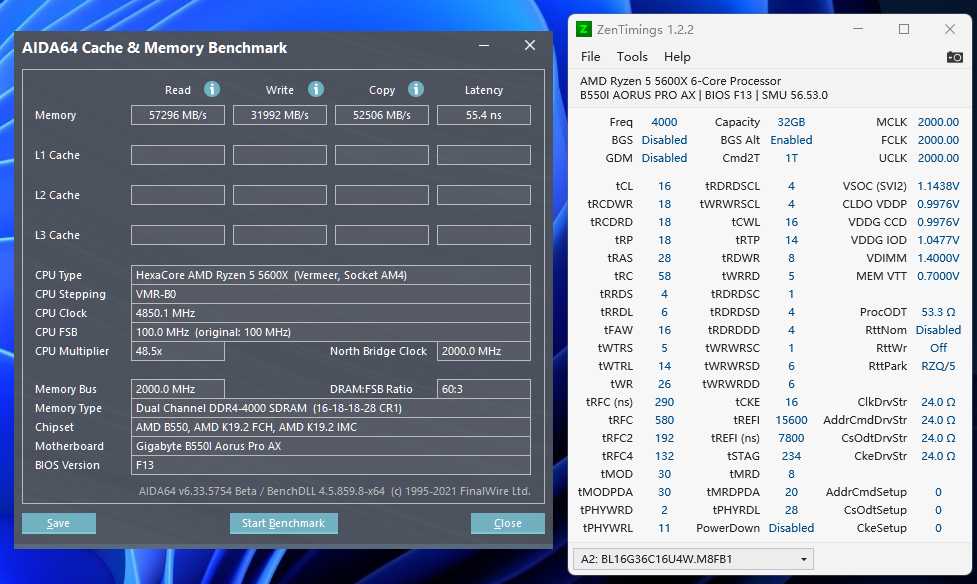 AIDA64 Cache & Memory Benchmark
Read Write Copy Latency
Memory 57296 MB/s 31992 MB/s 52506 MB/s 55.4 ns
L1 Cache
L2 Cache
L3 Cache
CPU Type HexaCore AMD Ryzen 5 5600X (Vermeer, Socket AM4)
CPU Stepping VMR-B0
CPU Clock 4850.1 MHz
CPU FSB 100.0 MHz (original: 100 MHz)
CPU Multiplier 48.5x North Bridge Clock 2000.0 MHz
Memory Bus 2000.0 MHz DRAM:FSB Ratio 60:3
Memory Type Dual Channel DDR4-4000 SDRAM (16-18-18-28 CR1)
Chipset AMD B550, AMD K19.2 FCH, AMD K19.2 IMC
Motherboard Gigabyte B550I Aorus Pro AX
BIOS Version F13
AIDA64 v6.33.5754 Beta / BenchDLL 4.5.859.8-x64 (c) 1995-2021 FinalWire Ltd.
Save Start Benchmark Close
ZenTimings 1.2.2
File Tools Help
AMD Ryzen 5 5600X 6-Core Processor
B550I AORUS PRO AX | BIOS F13 | SMU 56.53.0
Freq 4000 Capacity 32GB MCLK 2000.00
BGS Disabled BGS Alt Enabled FCLK 2000.00
GDM Disabled Cmd2T 1T UCLK 2000.00
tCL 16 tRDRDSCL 4 VSOC (SVI2) 1.1438V
tRCDWR 18 tWRWRSCL 4 CLDO VDDP 0.9976V
tRCDRD 18 tCWL 16 VDDG CCD 0.9976V
tRP 18 tRTP 14 VDDG IOD 1.0477V
tRAS 28 tRDWR 8 VDIMM 1.4000V
tRC 58 tWRRD 5 MEM VTT 0.7000V
tRRDS 4 tRDRDSC 1
tRRDL 6 tRDRDSD 4 ProcODT 53.3 Ω
tFAW 16 tRDRDDD 4 RttNom Disabled
tWTRS 5 tWRWRSC 1 RttWr Off
tWTRL 14 tWRWRSD 6 RttPark RZQ/5
tWR 26 tWRWRDD 6
tRFC (ns) 290 tCKE 16 ClkDrvStr 24.0 Ω
tRFC 580 tREFI 15600 AddrCmdDrvStr 24.0 Ω
tRFC2 192 tREFI (ns) 7800 CsOdtDrvStr 24.0 Ω
tRFC4 132 tSTAG 234 CkeDrvStr 24.0 Ω
tMOD 30 tMRD 8
tMODPDA 30 tMRDPDA 20 AddrCmdSetup 0
tPHYWRD 2 tPHYRDL 28 CsOdtSetup 0
tPHYWRL 11 PowerDown Disabled CkeSetup 0
A2: BL16G36C16U4W.M8FB1